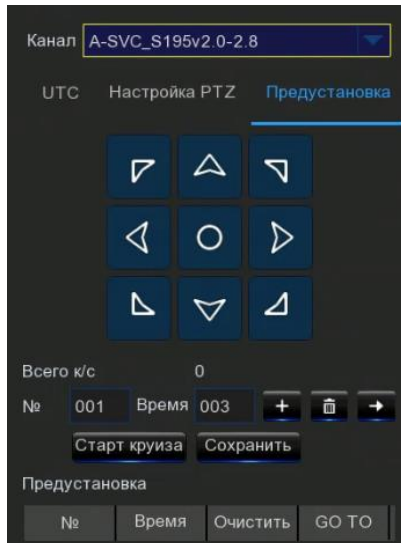 Канал A-SVC_S195v2.0-2.8
UTC Настройка PTZ Предустановка
Всего к/с 0
№ 001 Время 003
Старт круиза Сохранить
Предустановка
№ Время Очистить GO TO